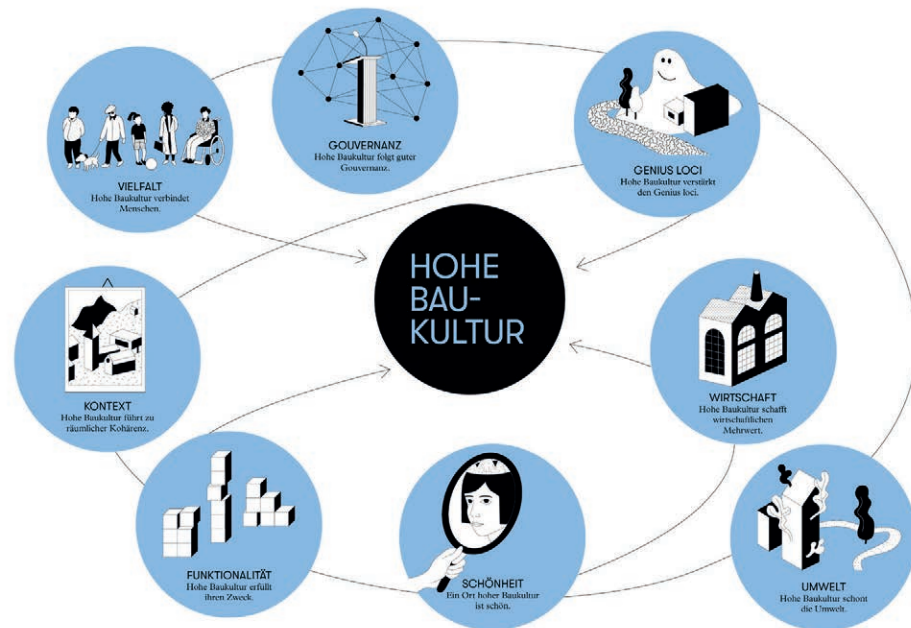 GOUVERNANZ
Hohe Baukultur folgt guter
Gouvernanz.
GENIUS LOCI
Hohe Baukultur verstärkt
den Genius loci.
VIELFALT
Hohe Baukultur verbindet
Menschen.
HOHE
BAU-
KULTUR
KONTEXT
Hohe Baukultur führt zu
räumlicher Kohärenz.
WIRTSCHAFT
Hohe Baukultur schafft
wirtschaftlichen
Mehrwert.
FUNKTIONALITÄT
Hohe Baukultur erfüllt
ihren Zweck.
SCHÖNHEIT
Ein Ort hoher Baukultur
ist schön.
UMWELT
Hohe Baukultur schont
die Umwelt.